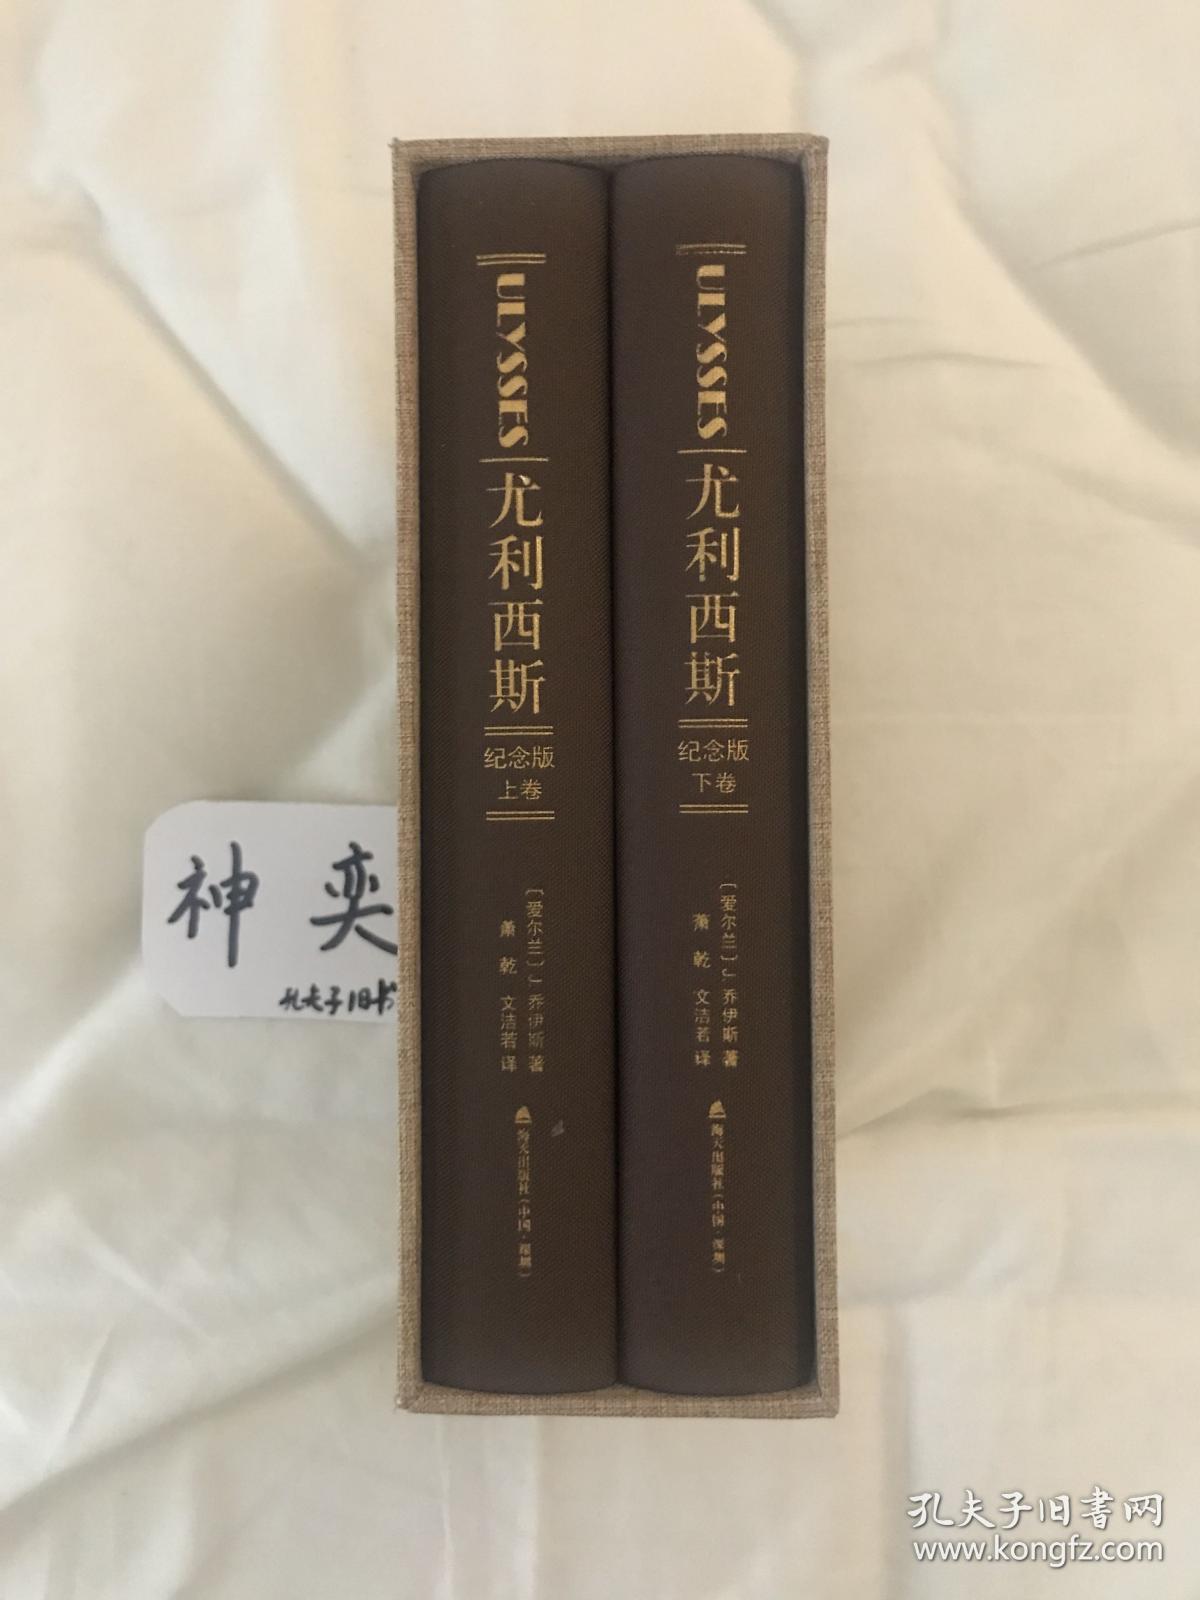 ULYSSES
尤利西斯
纪念版
上卷
〔爱尔兰〕J 乔伊斯 著
萧乾 文洁若 译
海天出版社(中国·深圳)
ULYSSES
尤利西斯
纪念版
下卷
〔爱尔兰〕J 乔伊斯 著
萧乾 文洁若 译
海天出版社(中国·深圳)
神奕
孔夫子旧书
孔夫子旧书网
www.kongfz.com